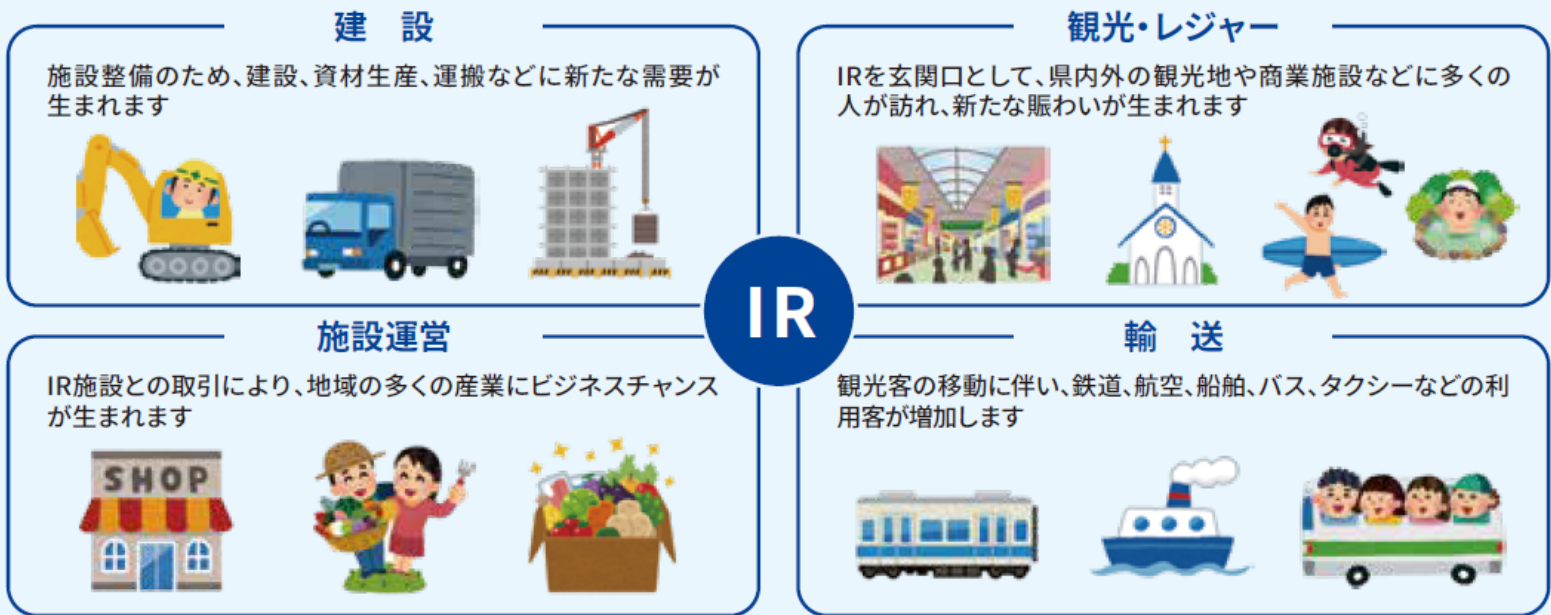 建　設
施設整備のため、建設、資材生産、運搬などに新たな需要が
生まれます
観光・レジャー
IRを玄関口として、県内外の観光地や商業施設などに多くの
人が訪れ、新たな賑わいが生まれます
IR
施設運営
IR施設との取引により、地域の多くの産業にビジネスチャンス
が生まれます
SHOP
輸　送
観光客の移動に伴い、鉄道、航空、船舶、バス、タクシーなどの利
用客が増加します